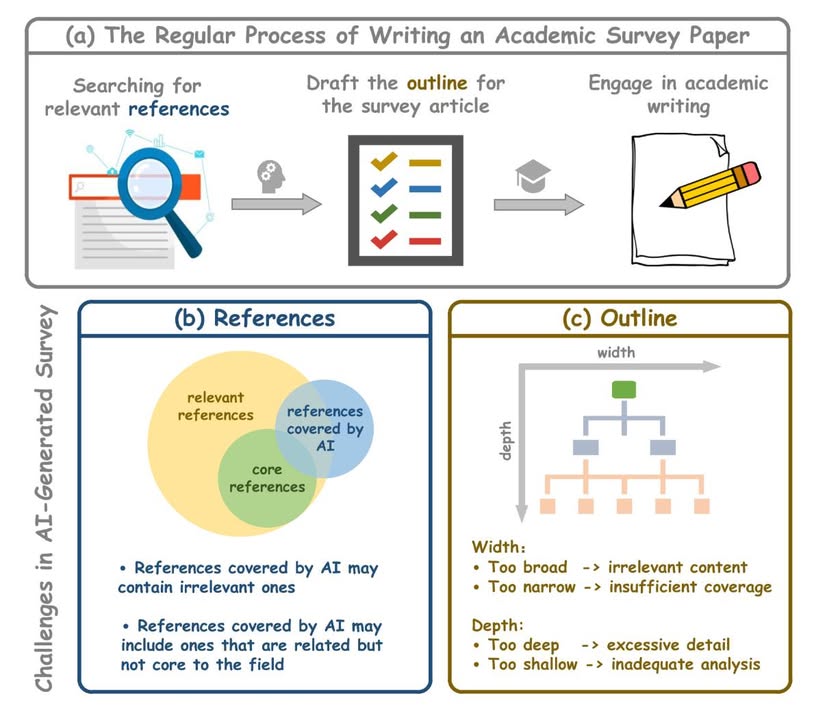 (a) The Regular Process of Writing an Academic Survey Paper
Searching for
relevant references
Draft the outline for
the survey article
Engage in academic
writing
Challenges in AI-Generated Survey
(b) References
relevant
references
references
covered by
AI
core
references
• References covered by AI may
contain irrelevant ones
• References covered by AI may
include ones that are related but
not core to the field
(c) Outline
width
depth
Width:
• Too broad -> irrelevant content
• Too narrow -> insufficient coverage
Depth:
• Too deep -> excessive detail
• Too shallow -> inadequate analysis